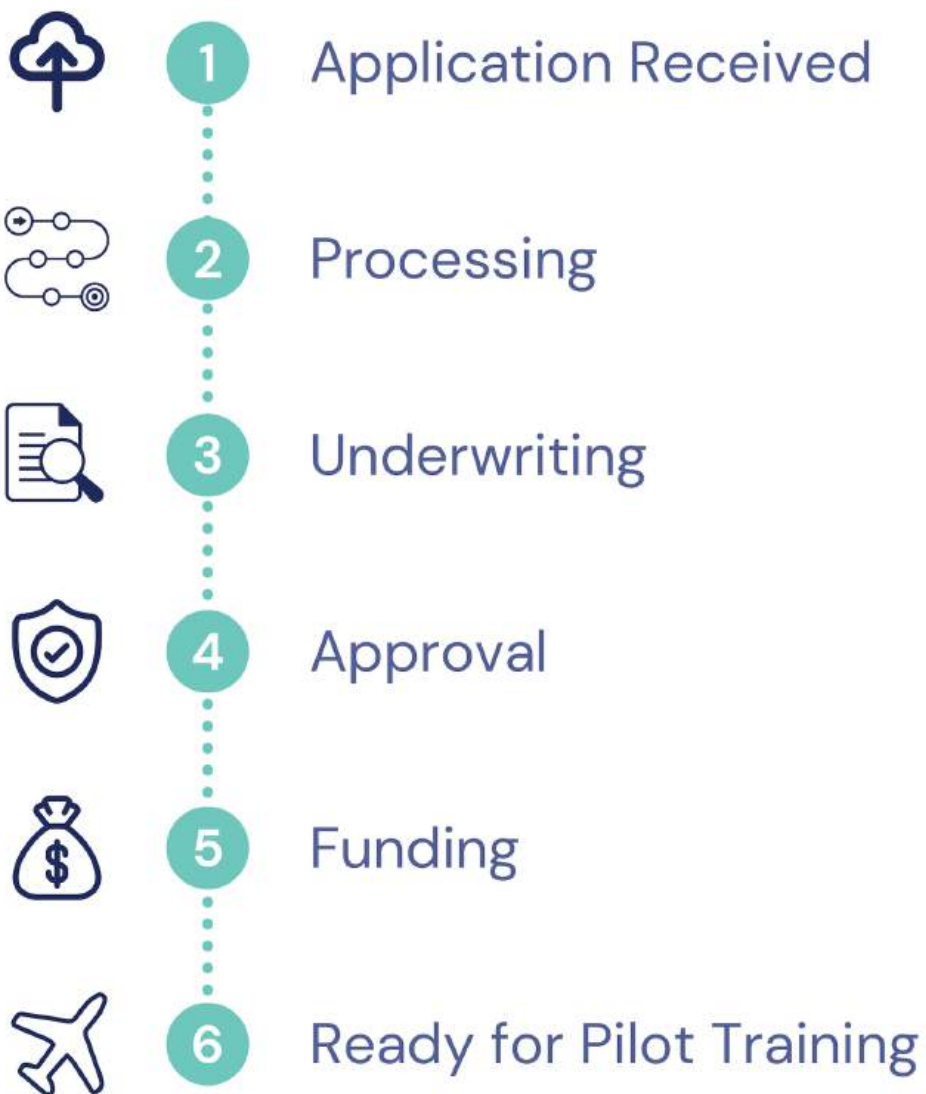 1 Application Received
2 Processing
3 Underwriting
4 Approval
$ 5 Funding
6 Ready for Pilot Training